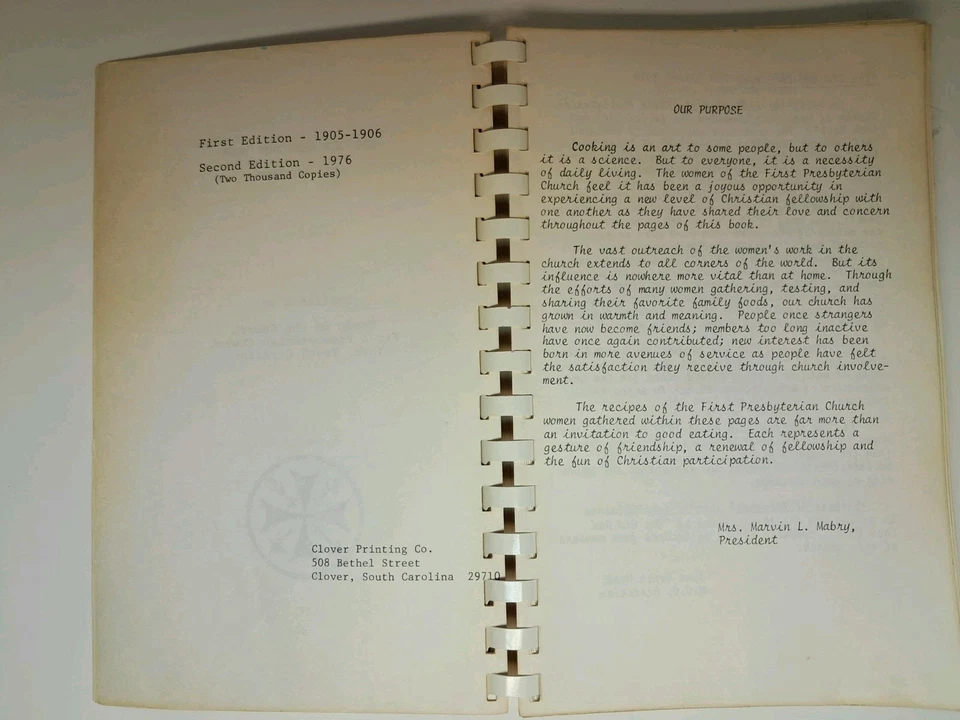 First Edition - 1905-1906
Second Edition - 1976
(Two Thousand Copies)
Clover Printing Co.
508 Bethel Street
Clover, South Carolina 29710
OUR PURPOSE
Cooking is an art to some people, but to others
it is a science. But to everyone, it is a necessity
of daily living. The women of the First Presbyterian
Church feel it has been a joyous opportunity in
experiencing a new level of Christian fellowship with
one another as they have shared their love and concern
throughout the pages of this book.
The vast outreach of the women's work in the
church extends to all corners of the world. But its
influence is nowhere more vital than at home. Through
the efforts of many women gathering, testing, and
sharing their favorite family foods, our church has
grown in warmth and meaning. People once strangers
have now become friends; members too long inactive
have once again contributed; new interest has been
born in more avenues of service as people have felt
the satisfaction they receive through church involve-
ment.
The recipes of the First Presbyterian Church
women gathered within these pages are far more than
an invitation to good eating. Each represents a
gesture of friendship, a renewal of fellowship and
the fun of Christian participation.
Mrs. Marvin L. Mabry,
President